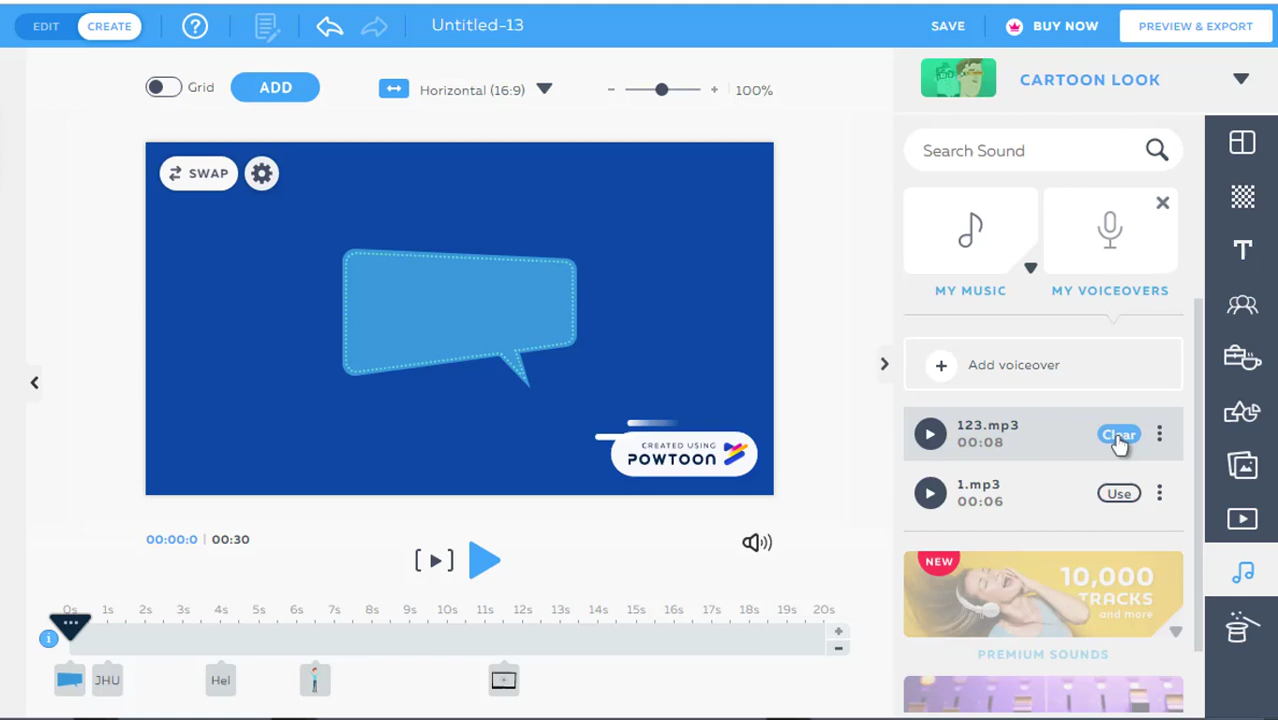 EDIT
CREATE
Untitled-13
SAVE
BUY NOW
PREVIEW & EXPORT
Grid
ADD
Horizontal (16:9)
- +
100%
CARTOON LOOK
SWAP
Search Sound
MY MUSIC
MY VOICEOVERS
+ Add voiceover
123.mp3
00:08
Clear
1.mp3
00:06
Use
CREATED USING
POWTOON
NEW
10,000
TRACKS
and more
PREMIUM SOUNDS
00:00:0 | 00:30
0s 1s 2s 3s 4s 5s 6s 7s 8s 9s 10s 11s 12s 13s 14s 15s 16s 17s 18s 19s 20s
JHU
Hel